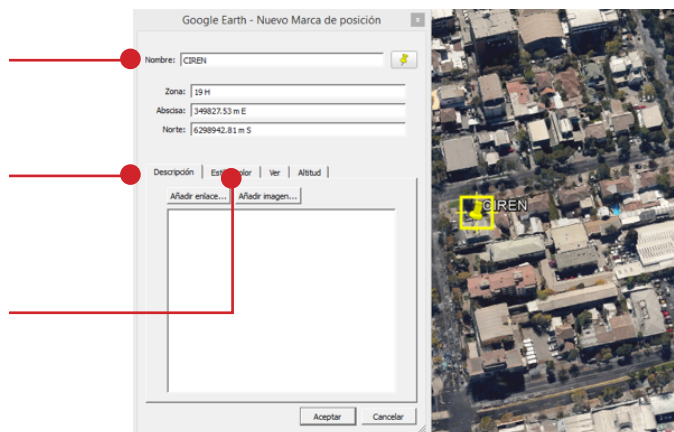 Google Earth - Nuevo Marca de posición
Nombre: CIREN
Zona: 19 H
Abscisa: 349827.53 m E
Norte: 6298942.81 m S
Descripción Ver Altitud
Añadir enlace... Añadir imagen...
Aceptar Cancelar
CIREN